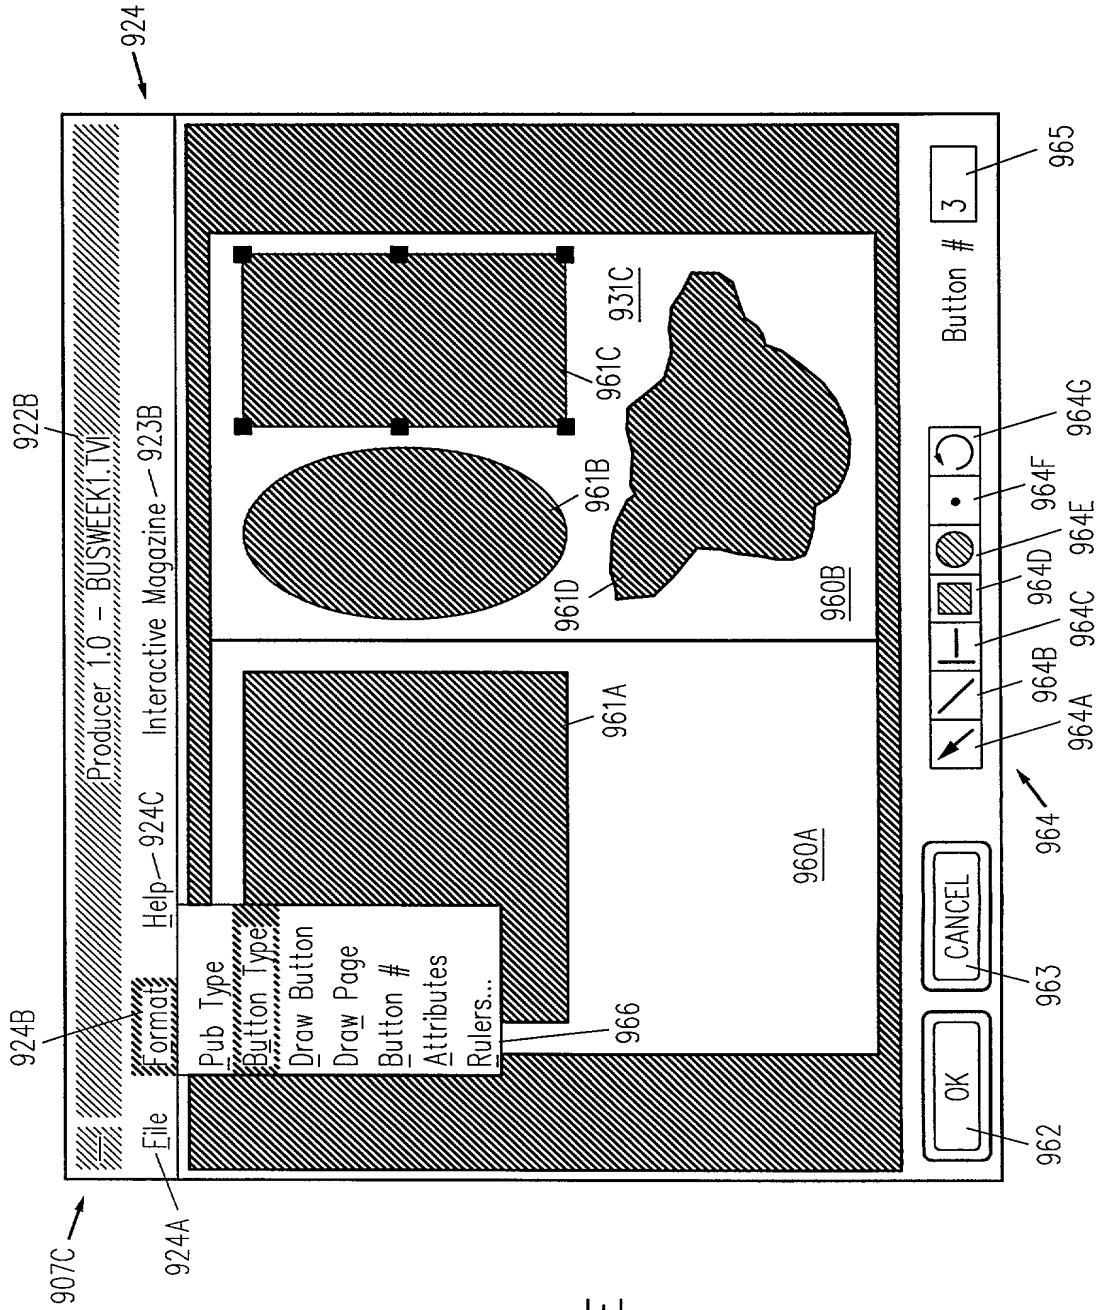 907C
924
922B
Producer 1.0 - BUSWEEK1.TVI
924B
924A
File
Format
Help
924C
Interactive Magazine
923B
Pub Type
Button Type
Draw Button
Draw Page
Button #
Attributes
Rulers...
966
961A
961B
961C
931C
961D
960A
960B
OK
CANCEL
Button #
3
962
963
964
964A
964B
964C
964D
964E
964F
964G
965